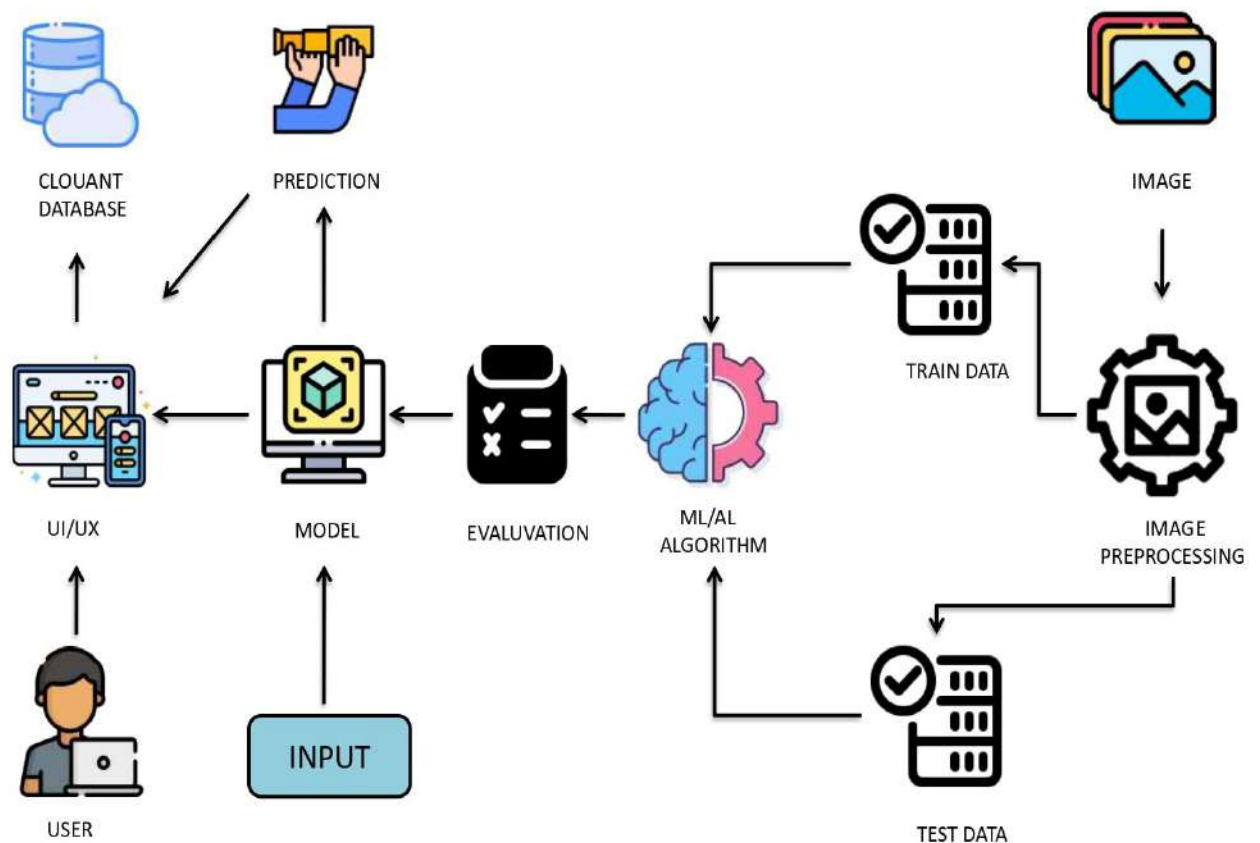 CLOUANT
DATABASE
PREDICTION
IMAGE
TRAIN DATA
UI/UX
MODEL
EVALUVATION
ML/AL
ALGORITHM
IMAGE
PREPROCESSING
INPUT
USER
TEST DATA